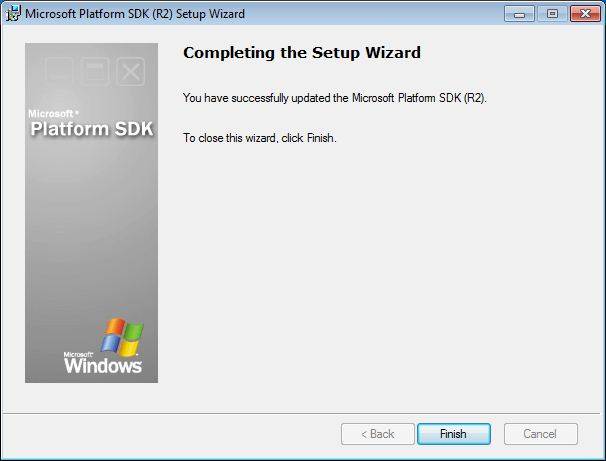 Microsoft Platform SDK (R2) Setup Wizard
Completing the Setup Wizard
Microsoft
Platform SDK
You have successfully updated the Microsoft Platform SDK (R2).
To close this wizard, click Finish.
Microsoft
Windows
< Back
Finish
Cancel